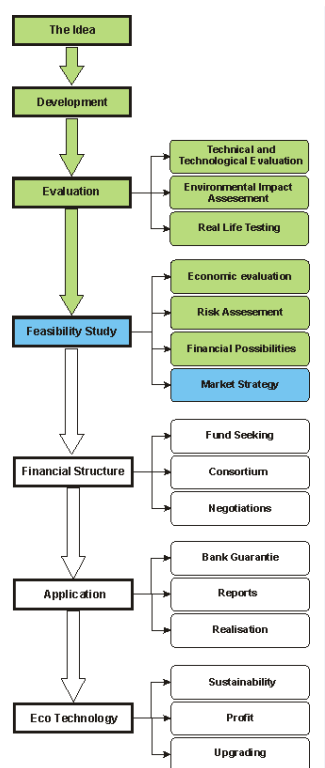 The Idea
Development
Evaluation
Technical and
Technological Evaluation
Environmental Impact
Assesement
Real Life Testing
Feasibility Study
Economic evaluation
Risk Assesement
Financial Possibilities
Market Strategy
Financial Structure
Fund Seeking
Consortium
Negotiations
Application
Bank Guarantie
Reports
Realisation
Eco Technology
Sustainability
Profit
Upgrading